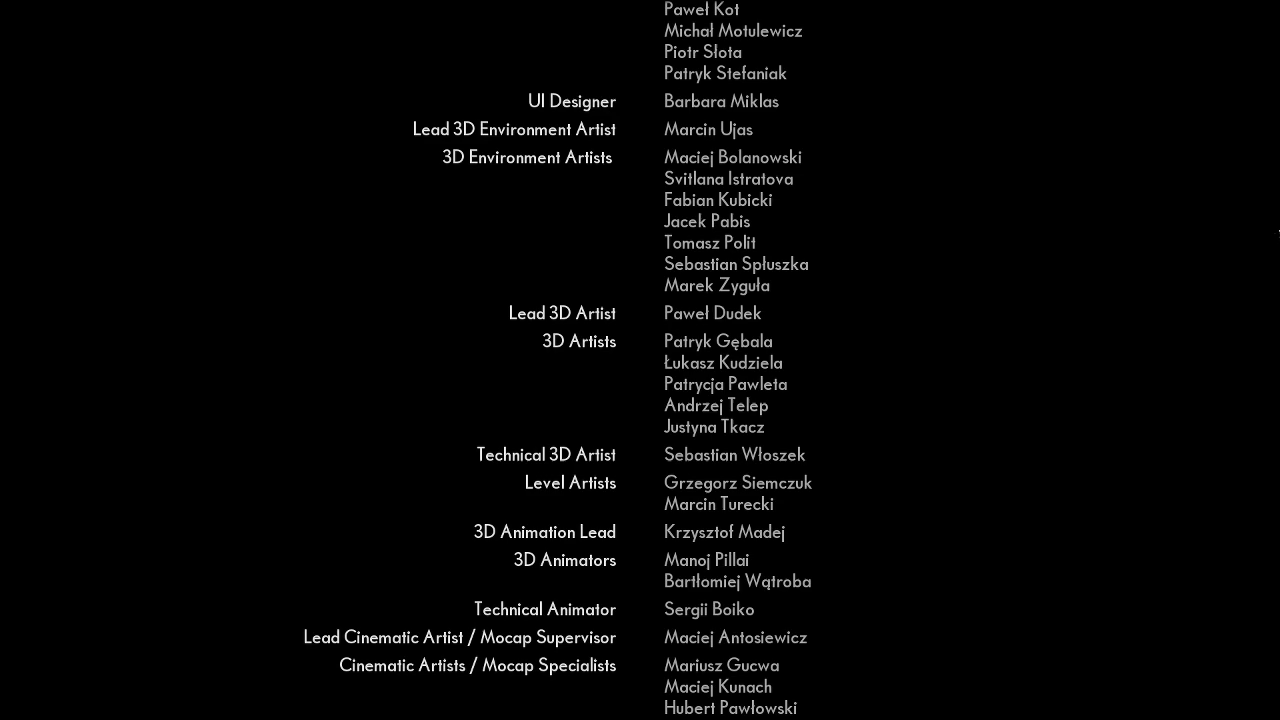 Paweł Kot
Michał Motulewicz
Piotr Słota
Patryk Stefaniak
UI Designer Barbara Miklas
Lead 3D Environment Artist Marcin Ujas
3D Environment Artists Maciej Bolanowski
Svitlana Istratova
Fabian Kubicki
Jacek Pabis
Tomasz Polit
Sebastian Spłuszka
Marek Zyguła
Lead 3D Artist Paweł Dudek
3D Artists Patryk Gębala
Łukasz Kudziela
Patrycja Pawleta
Andrzej Telep
Justyna Tkacz
Technical 3D Artist Sebastian Włoszek
Level Artists Grzegorz Siemczuk
Marcin Turecki
3D Animation Lead Krzysztof Madej
3D Animators Manoj Pillai
Bartłomiej Wątroba
Technical Animator Sergii Boiko
Lead Cinematic Artist / Mocap Supervisor Maciej Antosiewicz
Cinematic Artists / Mocap Specialists Mariusz Gucwa
Maciej Kunach
Hubert Pawłowski